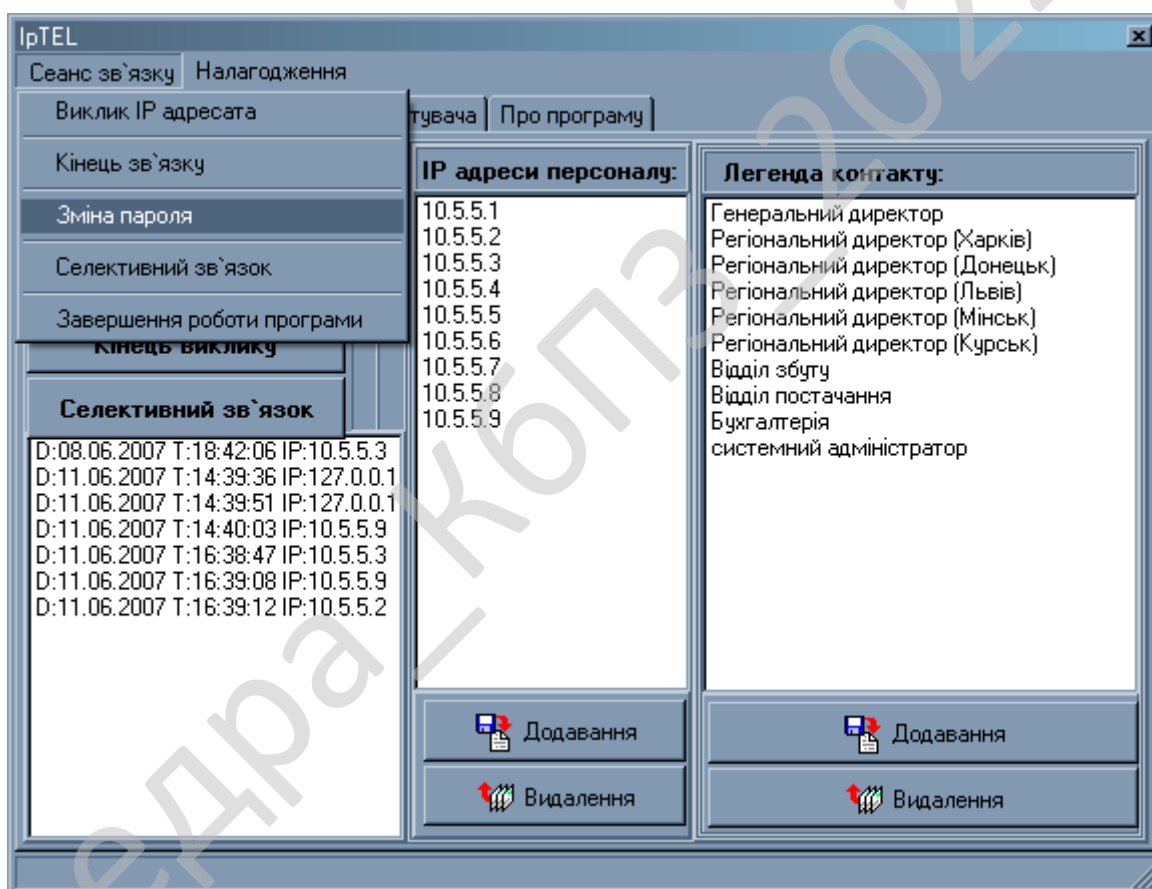 IpTEL
Сеанс зв`язку Налагодження
Виклик IP адресата
Кінець зв`язку
Зміна пароля
Селективний зв`язок
Завершення роботи програми
тувача Про програму
Кінець виклику
Селективний зв`язок
D:08.06.2007 T:18:42:06 IP:10.5.5.3
D:11.06.2007 T:14:39:36 IP:127.0.0.1
D:11.06.2007 T:14:39:51 IP:127.0.0.1
D:11.06.2007 T:14:40:03 IP:10.5.5.9
D:11.06.2007 T:16:38:47 IP:10.5.5.3
D:11.06.2007 T:16:39:08 IP:10.5.5.9
D:11.06.2007 T:16:39:12 IP:10.5.5.2
IP адреси персоналу:
10.5.5.1
10.5.5.2
10.5.5.3
10.5.5.4
10.5.5.5
10.5.5.6
10.5.5.7
10.5.5.8
10.5.5.9
Додавання
Видалення
Легенда контакту:
Генеральний директор
Регіональний директор (Харків)
Регіональний директор (Донецьк)
Регіональний директор (Львів)
Регіональний директор (Мінськ)
Регіональний директор (Курськ)
Відділ збуту
Відділ постачання
Бухгалтерія
системний адміністратор
Додавання
Видалення
едра_КбПЗ_202